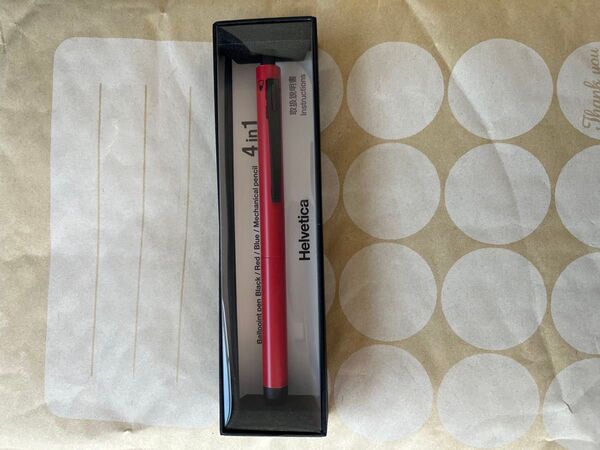 4 in 1
Ballpoint pen Black / Red / Blue / Mechanical pencil
取扱説明書
Instructions
Helvetica
Thank you